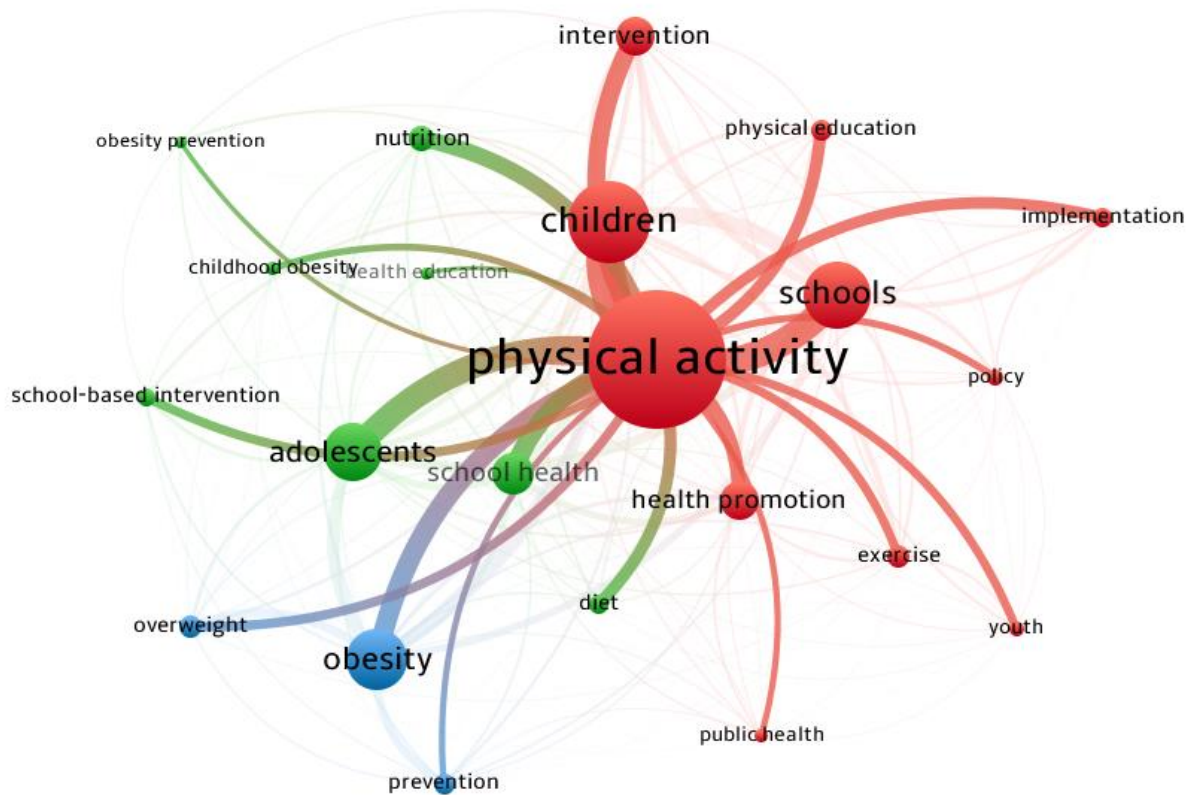 intervention
physical education
obesity prevention
nutrition
implementation
children
childhood obesity
health education
schools
physical activity
policy
school-based intervention
adolescents
school health
health promotion
exercise
diet
overweight
youth
obesity
public health
prevention